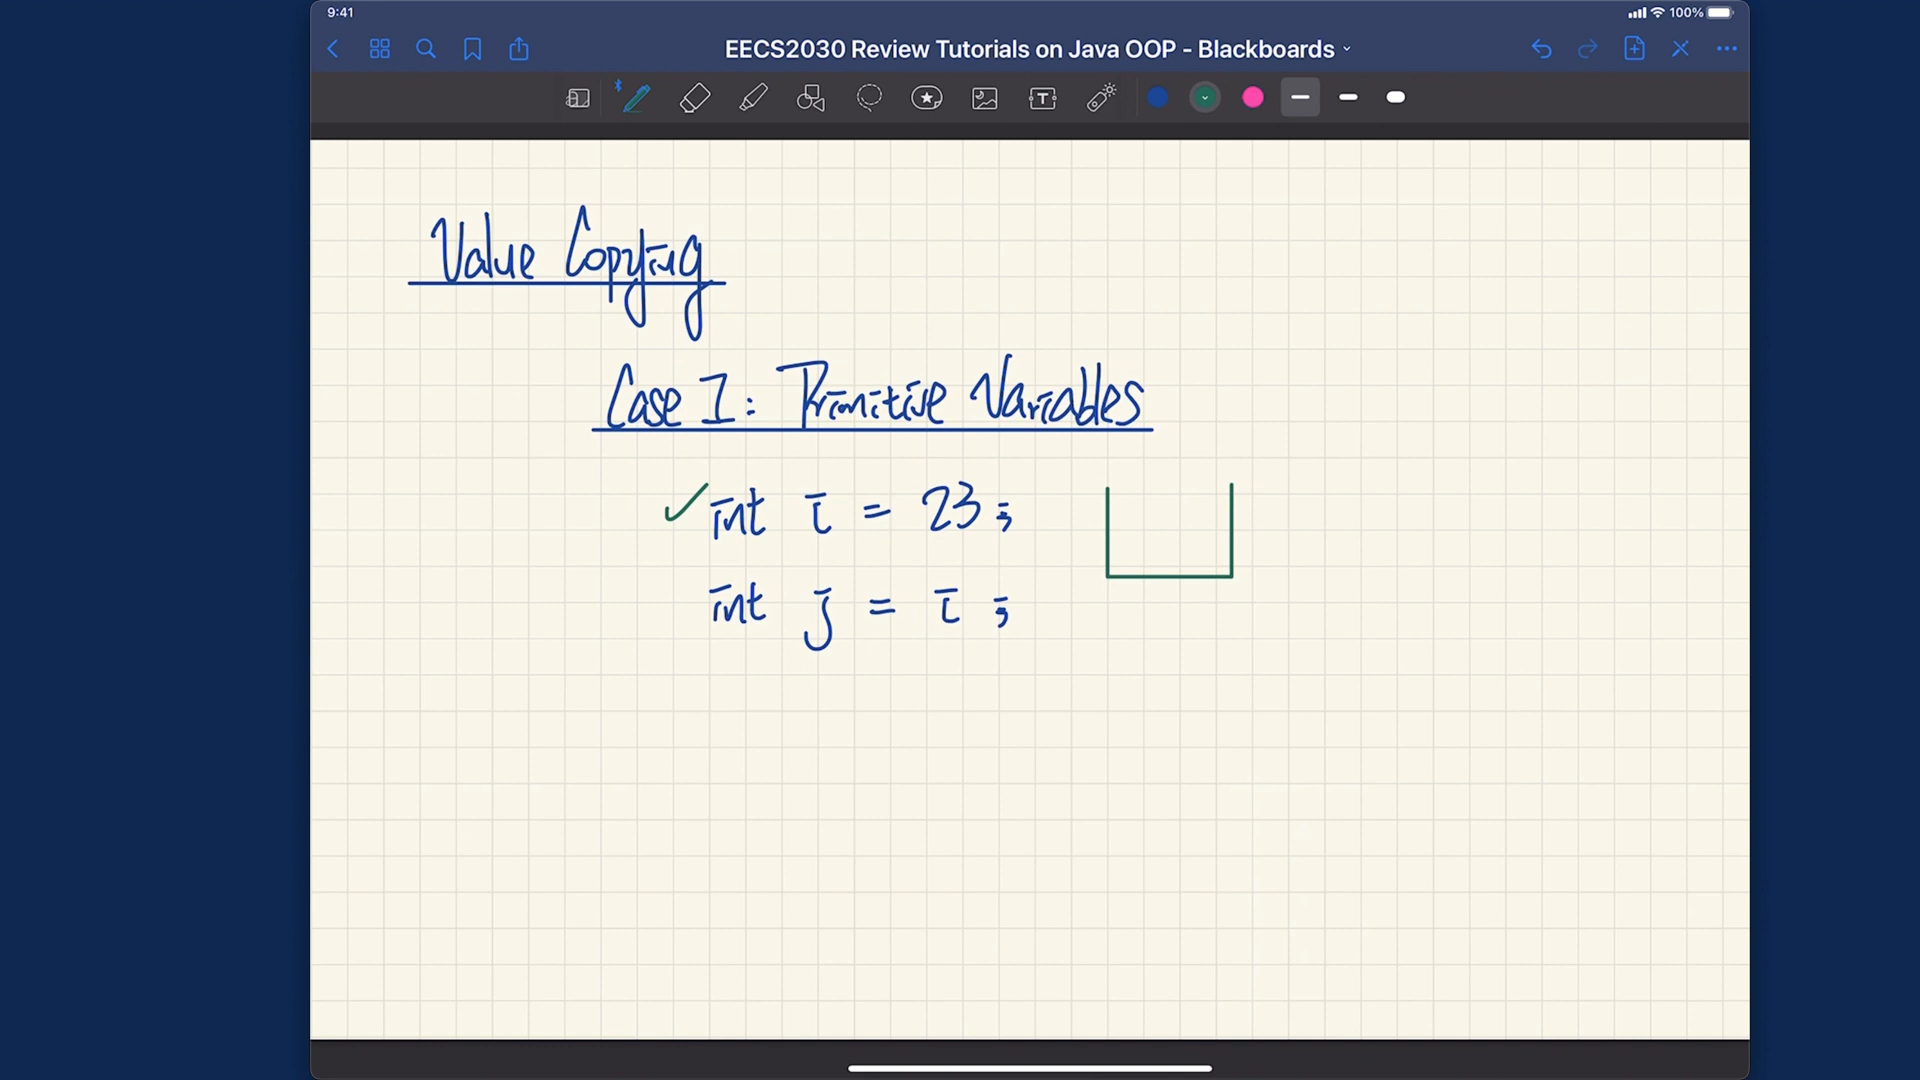 9:41
100%
EECS2030 Review Tutorials on Java OOP - Blackboards
Value Copying
Case I: Primitive Variables
int i = 23;
int j = i;